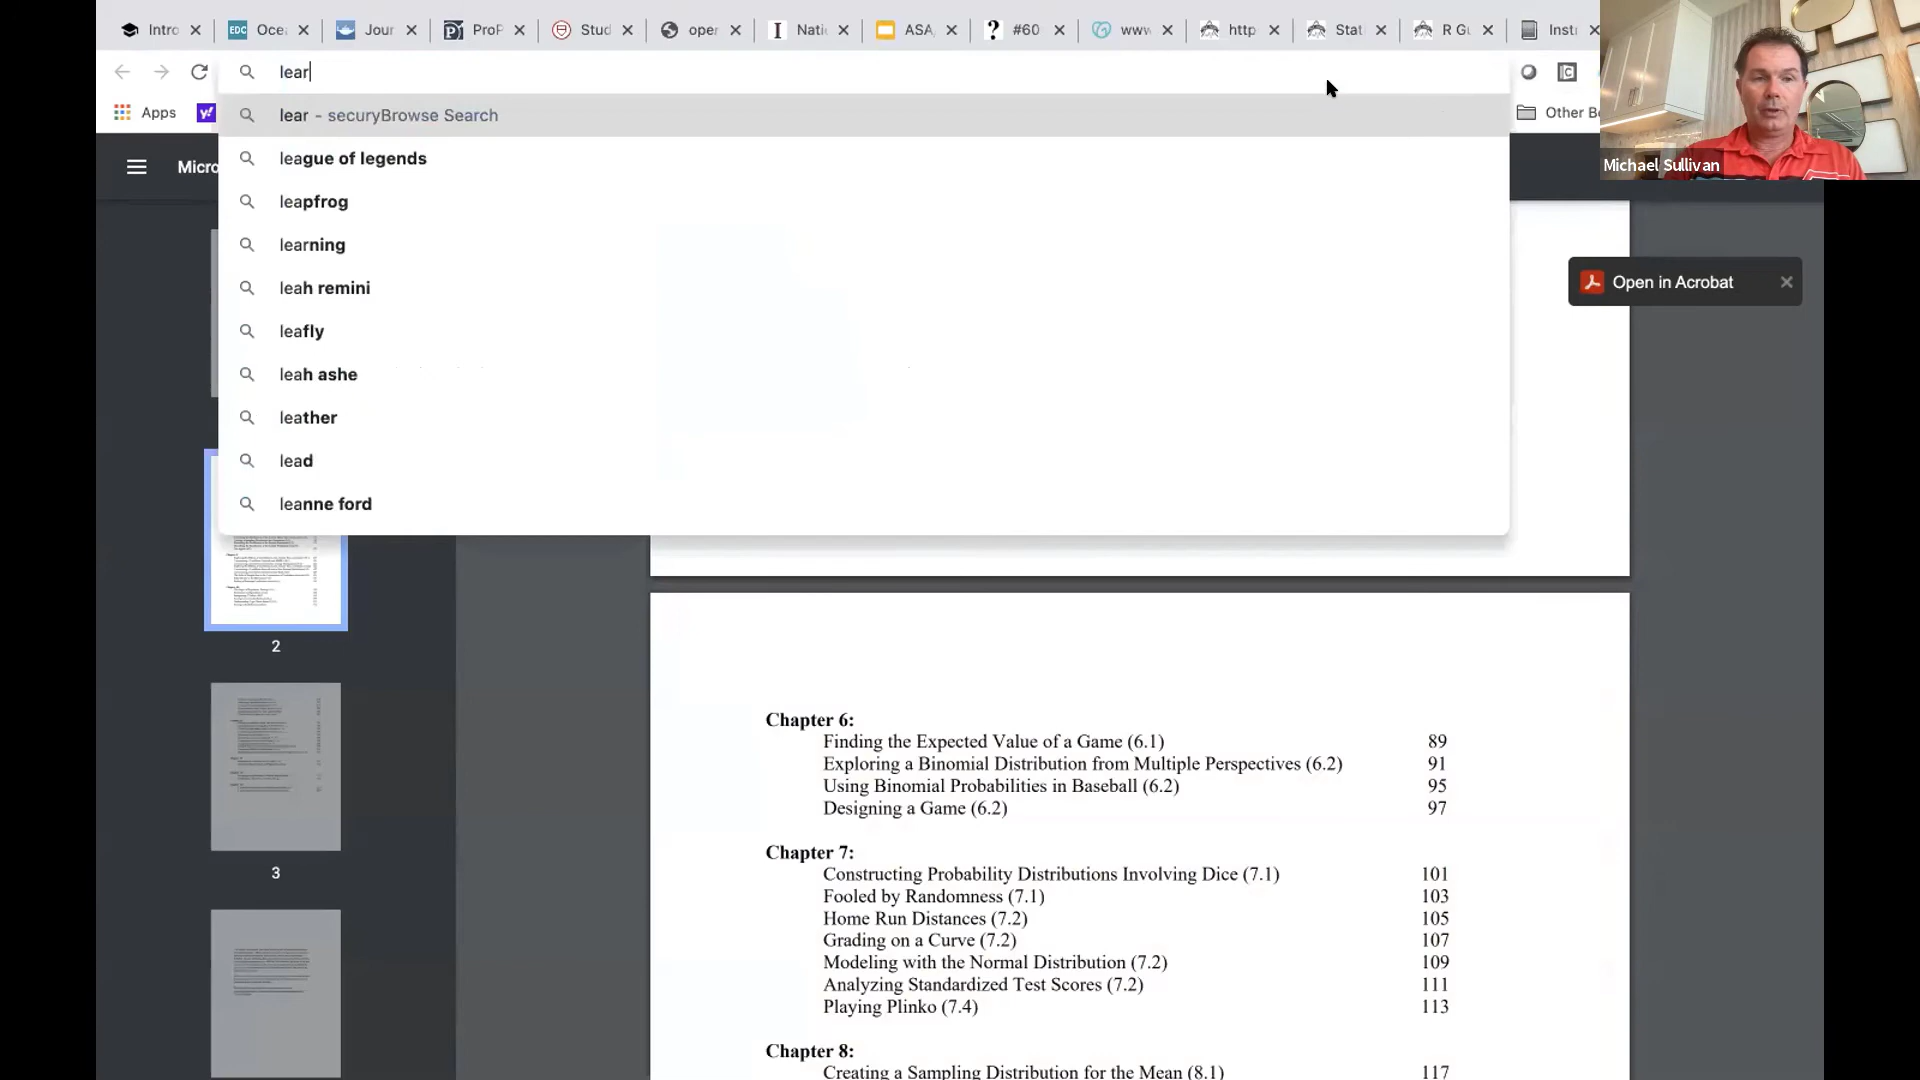 Intro
EDC
Ocea
Jour
ProP
Stud
oper
I
Natio
ASA,
?
#60
www
http
Stat
R Gu
Instr
lear
Apps
y!
Other Bo
lear - securyBrowse Search
league of legends
leapfrog
learning
leah remini
leafly
leah ashe
leather
lead
leanne ford
Micro
Michael Sullivan
Open in Acrobat
2
3
Chapter 6:
Finding the Expected Value of a Game (6.1) 89
Exploring a Binomial Distribution from Multiple Perspectives (6.2) 91
Using Binomial Probabilities in Baseball (6.2) 95
Designing a Game (6.2) 97
Chapter 7:
Constructing Probability Distributions Involving Dice (7.1) 101
Fooled by Randomness (7.1) 103
Home Run Distances (7.2) 105
Grading on a Curve (7.2) 107
Modeling with the Normal Distribution (7.2) 109
Analyzing Standardized Test Scores (7.2) 111
Playing Plinko (7.4) 113
Chapter 8:
Creating a Sampling Distribution for the Mean (8.1) 117